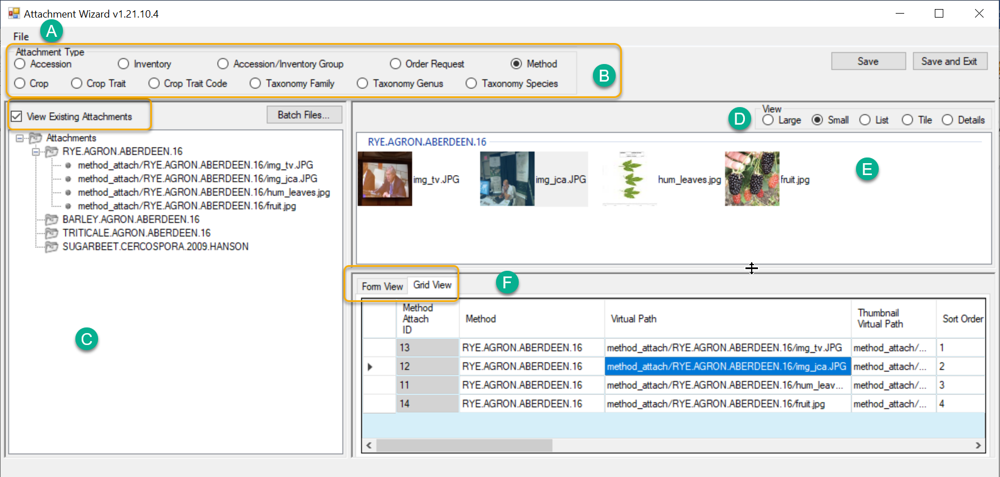 Attachment Wizard v1.21.10.4
File
A
Attachment Type
Accession Inventory Accession/Inventory Group Order Request Method
Crop Crop Trait Crop Trait Code Taxonomy Family Taxonomy Genus Taxonomy Species
B
Save Save and Exit
View Existing Attachments
Batch Files...
Attachments
RYE.AGRON.ABERDEEN.16
method_attach/RYE.AGRON.ABERDEEN.16/img_tv.JPG
method_attach/RYE.AGRON.ABERDEEN.16/img_jca.JPG
method_attach/RYE.AGRON.ABERDEEN.16/hum_leaves.jpg
method_attach/RYE.AGRON.ABERDEEN.16/fruit.jpg
BARLEY.AGRON.ABERDEEN.16
TRITICALE.AGRON.ABERDEEN.16
SUGARBEET.CERCOSPORA.2009.HANSON
C
D
View
Large Small List Tile Details
RYE.AGRON.ABERDEEN.16
img_tv.JPG img_jca.JPG hum_leaves.jpg fruit.jpg
E
Form View Grid View
F
Method Attach ID Method Virtual Path Thumbnail Virtual Path Sort Order
13 RYE.AGRON.ABERDEEN.16 method_attach/RYE.AGRON.ABERDEEN.16/img_tv.JPG method_attach/... 1
12 RYE.AGRON.ABERDEEN.16 method_attach/RYE.AGRON.ABERDEEN.16/img_jca.JPG method_attach/... 2
11 RYE.AGRON.ABERDEEN.16 method_attach/RYE.AGRON.ABERDEEN.16/hum_leav... method_attach/... 3
14 RYE.AGRON.ABERDEEN.16 method_attach/RYE.AGRON.ABERDEEN.16/fruit.jpg method_attach/... 4